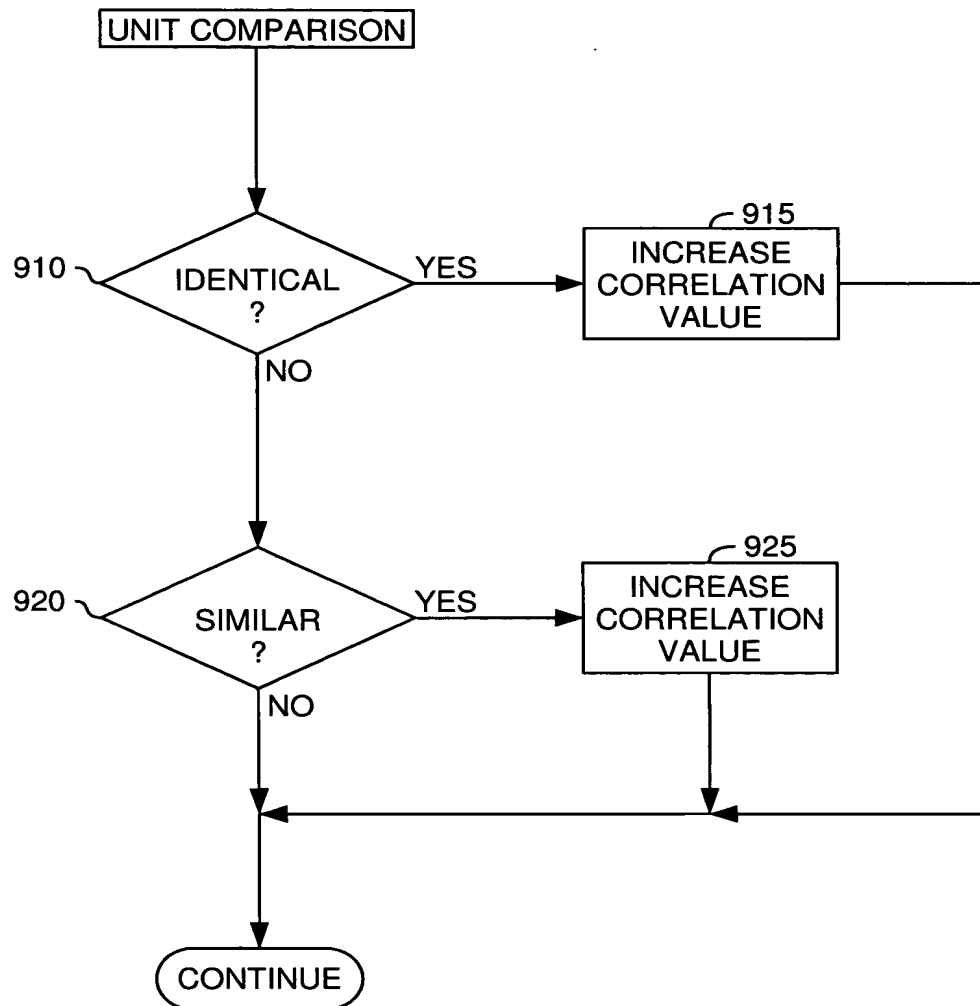 UNIT COMPARISON
915
910
IDENTICAL
?
YES
INCREASE
CORRELATION
VALUE
NO
925
920
SIMILAR
?
YES
INCREASE
CORRELATION
VALUE
NO
CONTINUE